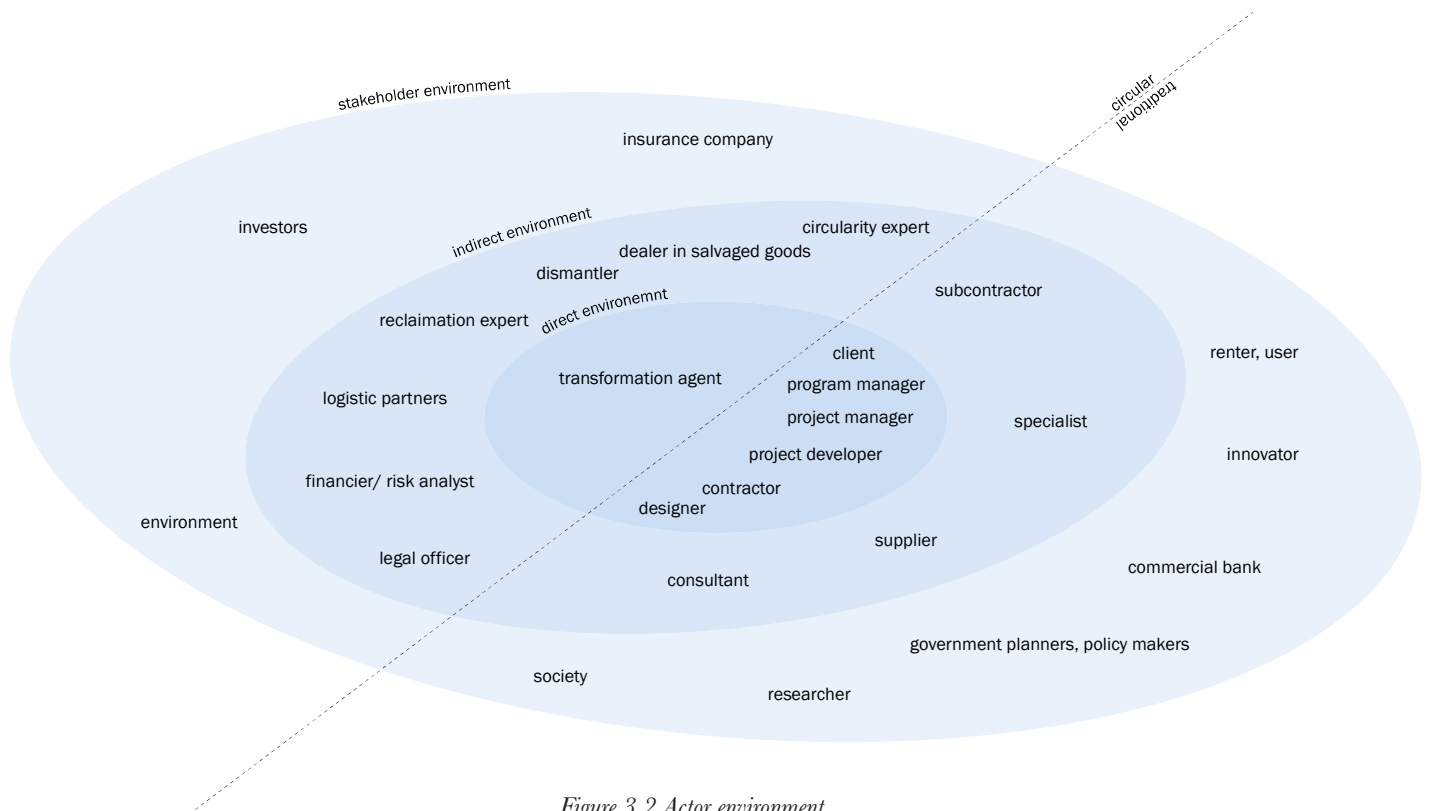 circular
traditional
stakeholder environment
insurance company
investors
indirect environment
circularity expert
dealer in salvaged goods
dismantler
subcontractor
direct environemnt
reclaimation expert
client
renter, user
transformation agent
program manager
logistic partners
project manager
specialist
project developer
innovator
financier/ risk analyst
contractor
designer
environment
supplier
legal officer
commercial bank
consultant
government planners, policy makers
society
researcher
Figure 3.2 Actor environment